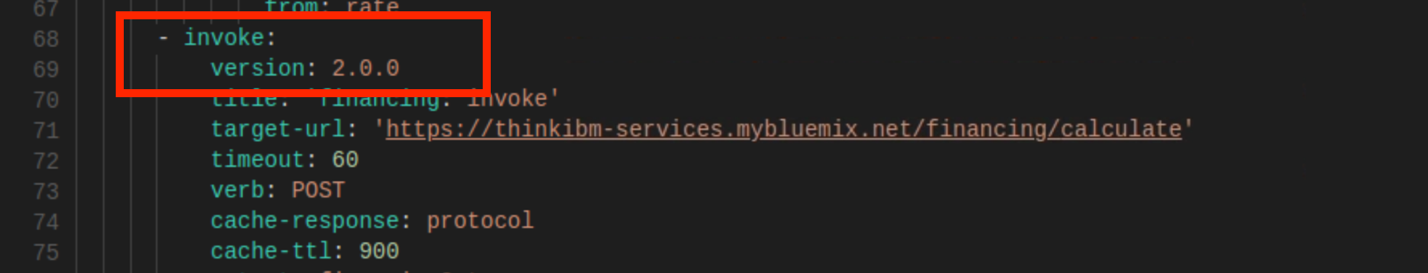 67 from: rate
68 - invoke:
69 version: 2.0.0
70 title: 'financing: invoke'
71 target-url: 'https://thinkibm-services.mybluemix.net/financing/calculate'
72 timeout: 60
73 verb: POST
74 cache-response: protocol
75 cache-ttl: 900